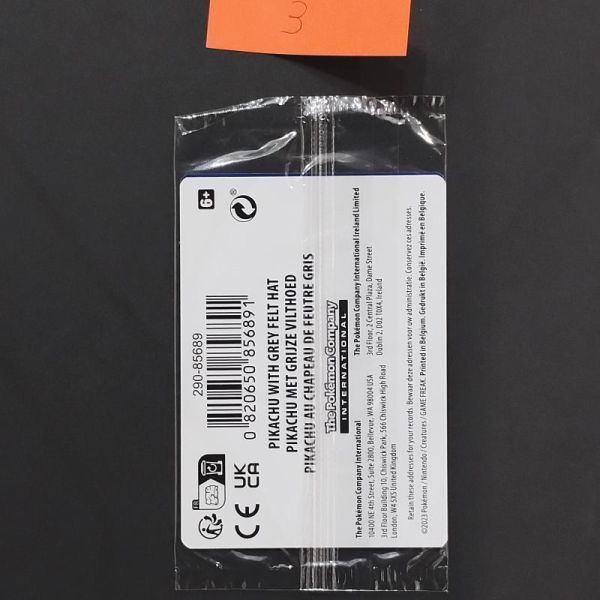 3
6+
®
290-85689
0 820650 856891
PIKACHU WITH GREY FELT HAT
PIKACHU MET GRIJZE VILTHOED
PIKACHU AU CHAPEAU DE FEUTRE GRIS
CE UK
CA
The Pokémon Company
INTERNATIONAL
The Pokémon Company International
10400 NE 4th Street, Suite 2800, Bellevue, WA 98004 USA
3rd Floor Building 10, Chiswick Park, 566 Chiswick High Road
London, W4 5XS United Kingdom
The Pokémon Company International Ireland Limited
3rd Floor, 2 Central Plaza, Dame Street
Dublin 2, D02 T0X4, Ireland
Retain these addresses for your records. Bewaar deze adressen voor uw administratie. Conservez ces adresses.
©2023 Pokémon / Nintendo / Creatures / GAME FREAK. Printed in Belgium. Gedrukt in België. Imprimé en Belgique.